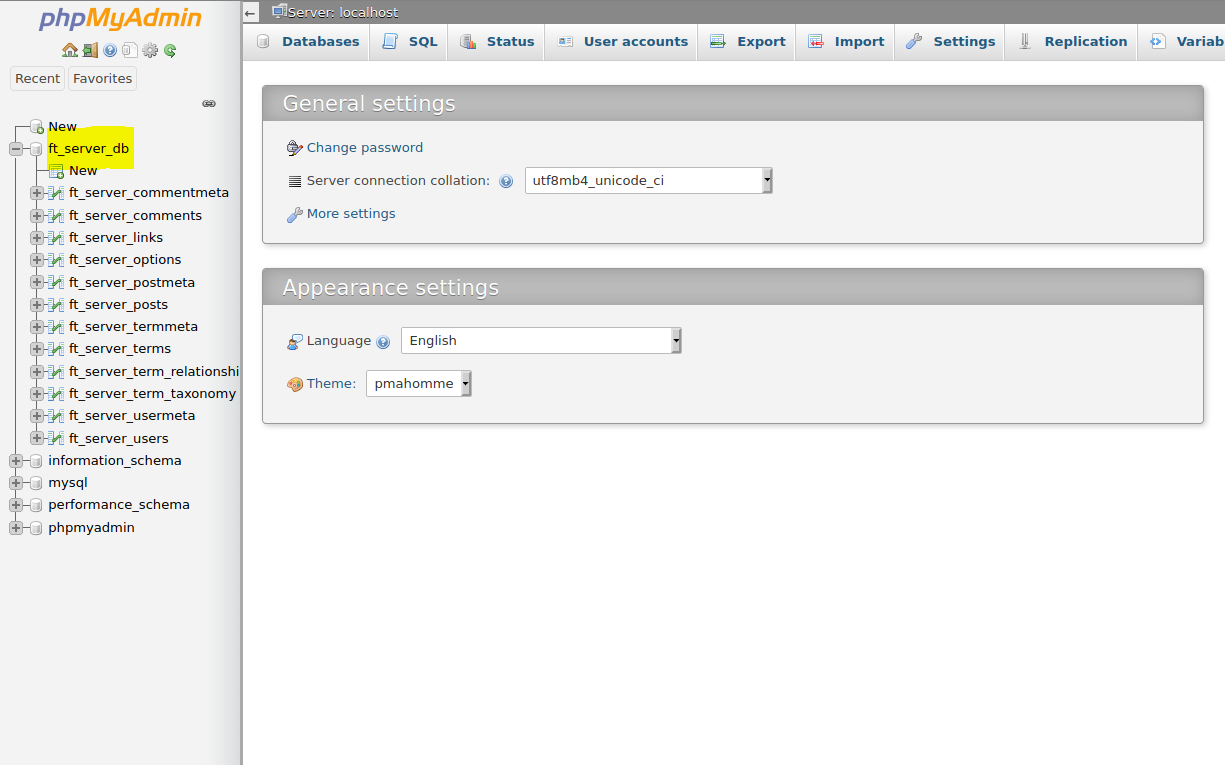 phpMyAdmin
Recent
Favorites
New
ft_server_db
New
ft_server_commentmeta
ft_server_comments
ft_server_links
ft_server_options
ft_server_postmeta
ft_server_posts
ft_server_termmeta
ft_server_terms
ft_server_term_relationshi
ft_server_term_taxonomy
ft_server_usermeta
ft_server_users
information_schema
mysql
performance_schema
phpmyadmin
Server: localhost
Databases
SQL
Status
User accounts
Export
Import
Settings
Replication
Variab
General settings
Change password
Server connection collation:
utf8mb4_unicode_ci
More settings
Appearance settings
Language
English
Theme:
pmahomme